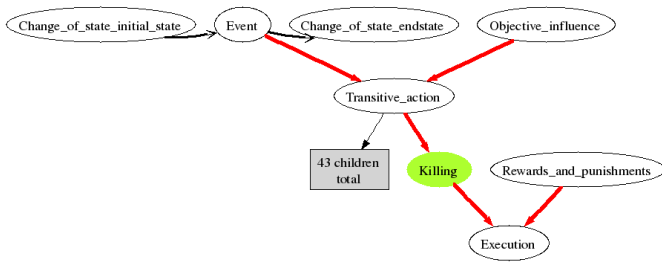 Change_of_state_initial_state
Event
Change_of_state_endstate
Objective_influence
Transitive_action
43 children
total
Killing
Rewards_and_punishments
Execution